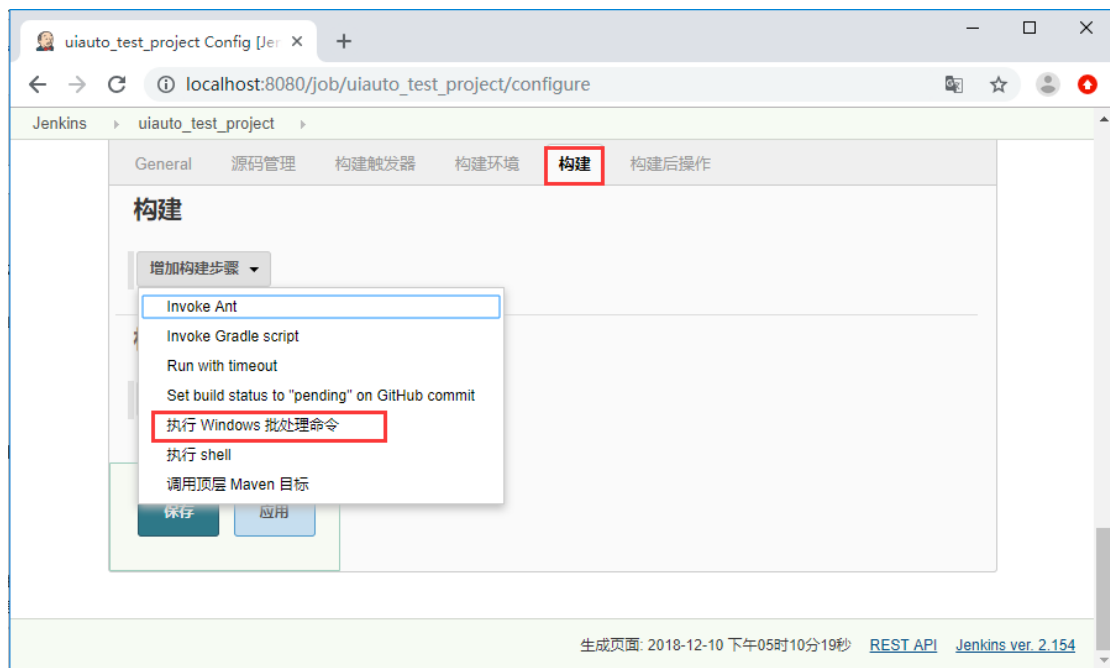 uiauto_test_project Config [Jer
localhost:8080/job/uiauto_test_project/configure
Jenkins uiauto_test_project
General 源码管理 构建触发器 构建环境 构建 构建后操作
构建
增加构建步骤
Invoke Ant
Invoke Gradle script
Run with timeout
Set build status to "pending" on GitHub commit
执行 Windows 批处理命令
执行 shell
调用顶层 Maven 目标
保存 应用
生成页面: 2018-12-10 下午05时10分19秒 REST API Jenkins ver. 2.154